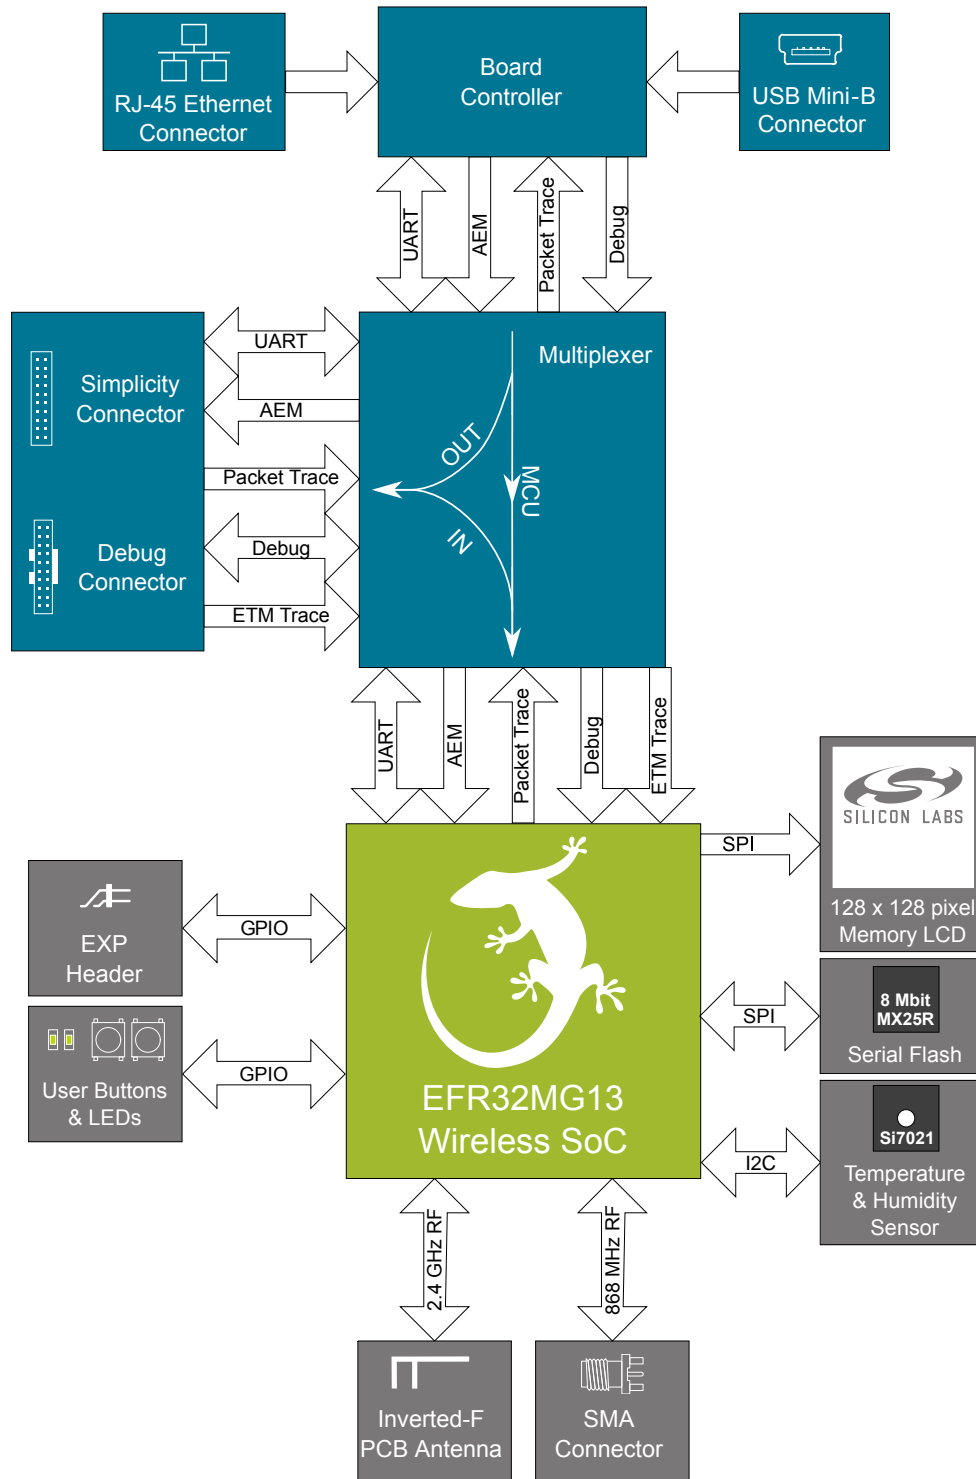 RJ-45 Ethernet
Connector
Board
Controller
USB Mini-B
Connector
UART
AEM
Packet Trace
Debug
Simplicity
Connector
Debug
Connector
UART
AEM
Packet Trace
Debug
ETM Trace
Multiplexer
OUT
MCU
IN
UART
AEM
Packet Trace
Debug
ETM Trace
SPI
SILICON LABS
128 x 128 pixel
Memory LCD
EXP
Header
GPIO
SPI
8 Mbit
MX25R
Serial Flash
User Buttons
& LEDs
GPIO
EFR32MG13
Wireless SoC
I2C
Si7021
Temperature
& Humidity
Sensor
2.4 GHz RF
868 MHz RF
Inverted-F
PCB Antenna
SMA
Connector